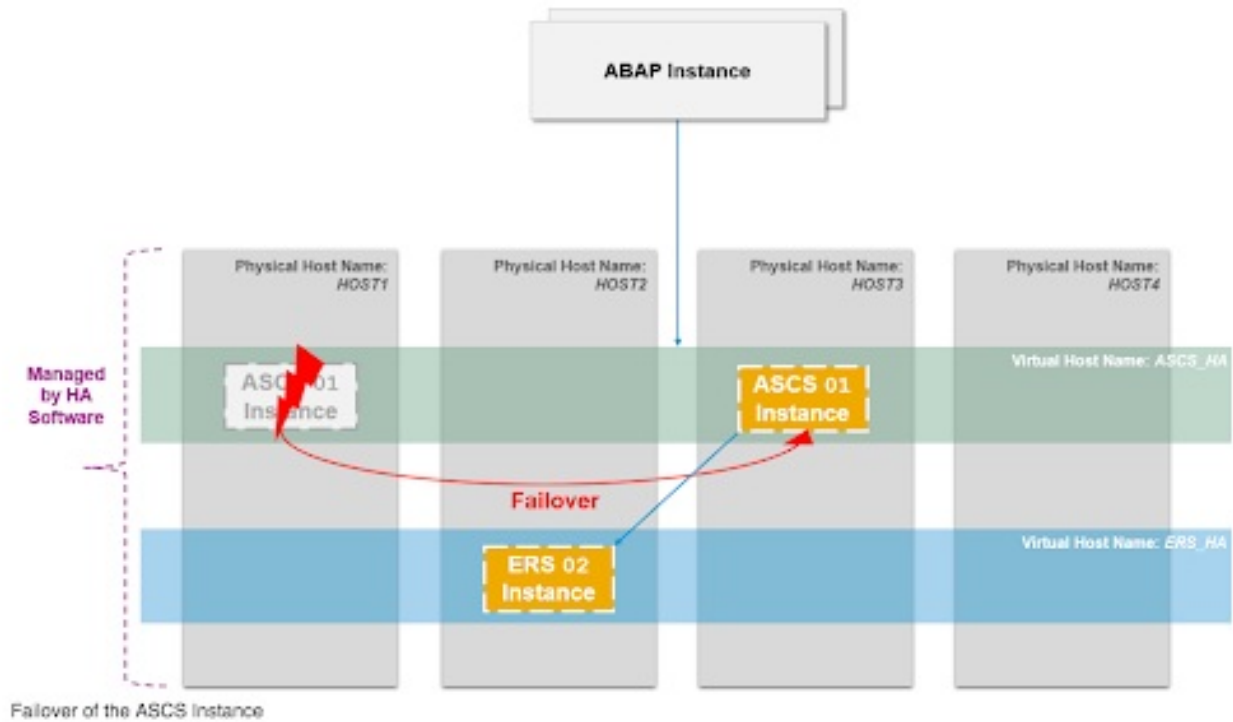 ABAP Instance
Physical Host Name:
HOST1
Physical Host Name:
HOST2
Physical Host Name:
HOST3
Physical Host Name:
HOST4
Virtual Host Name: ASCS_HA
Managed
by HA
Software
ASCS 01
Instance
ASCS 01
Instance
Failover
Virtual Host Name: ERS_HA
ERS 02
Instance
Failover of the ASCS Instance